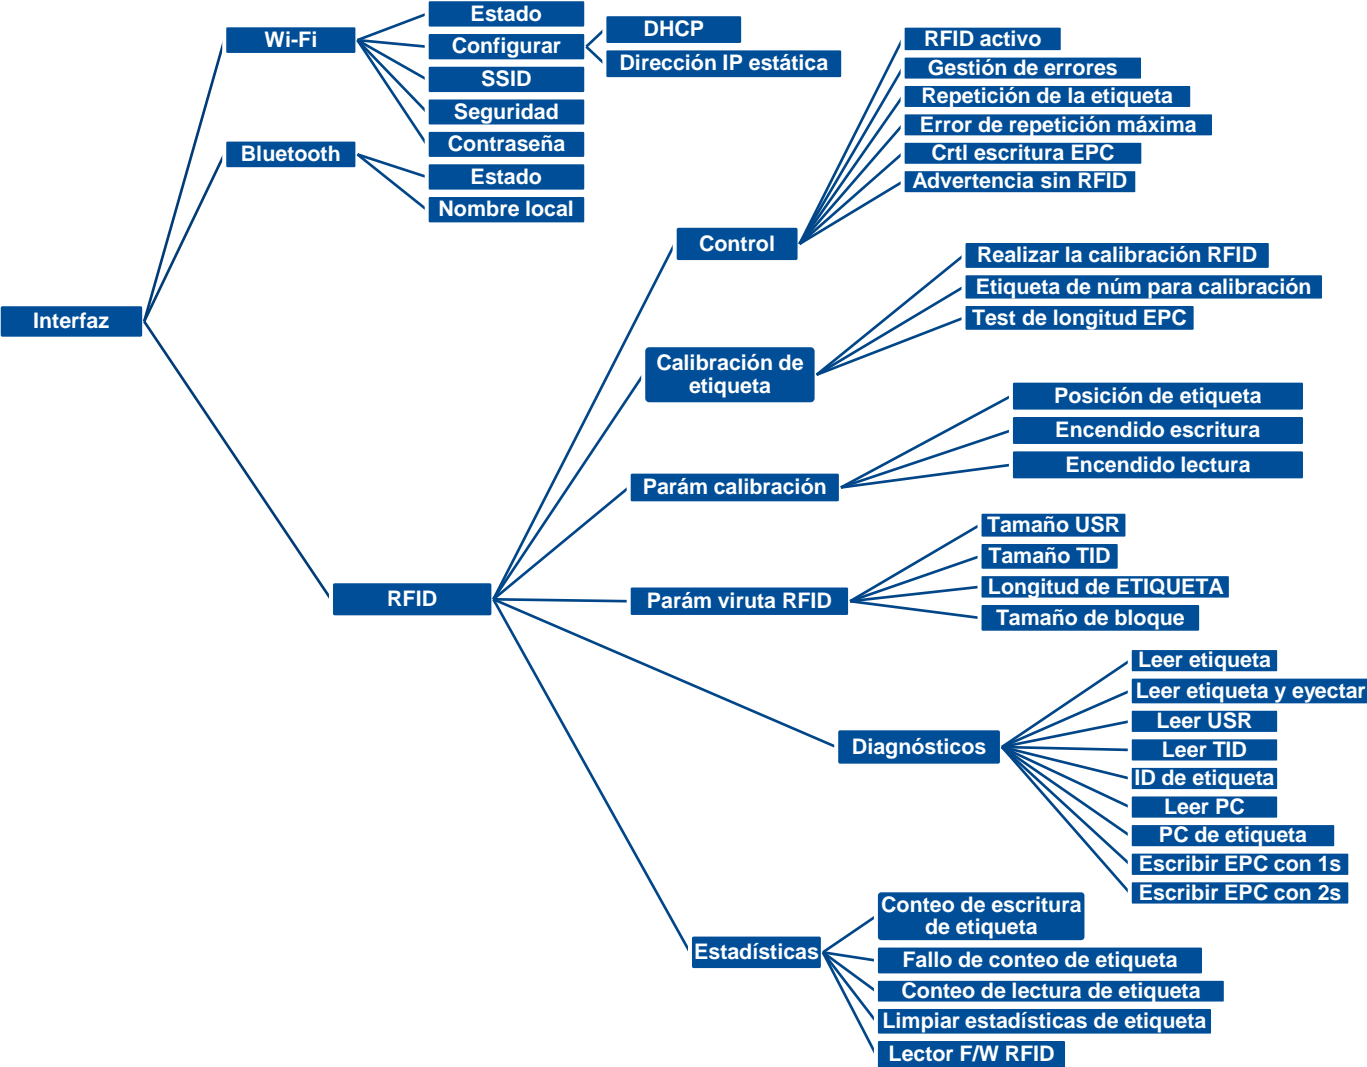 Interfaz
Wi-Fi
Estado
Configurar
DHCP
Dirección IP estática
SSID
Seguridad
Contraseña
Bluetooth
Estado
Nombre local
RFID
Control
RFID activo
Gestión de errores
Repetición de la etiqueta
Error de repetición máxima
Crtl escritura EPC
Advertencia sin RFID
Calibración de
etiqueta
Realizar la calibración RFID
Etiqueta de núm para calibración
Test de longitud EPC
Parám calibración
Posición de etiqueta
Encendido escritura
Encendido lectura
Parám viruta RFID
Tamaño USR
Tamaño TID
Longitud de ETIQUETA
Tamaño de bloque
Diagnósticos
Leer etiqueta
Leer etiqueta y eyectar
Leer USR
Leer TID
ID de etiqueta
Leer PC
PC de etiqueta
Escribir EPC con 1s
Escribir EPC con 2s
Estadísticas
Conteo de escritura
de etiqueta
Fallo de conteo de etiqueta
Conteo de lectura de etiqueta
Limpiar estadísticas de etiqueta
Lector F/W RFID